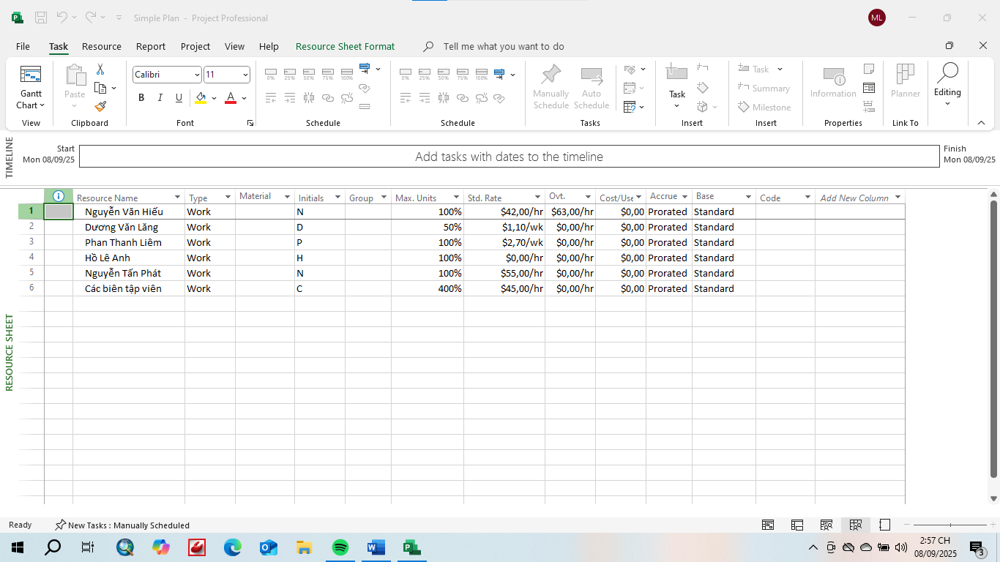 Simple Plan - Project Professional
ML
File Task Resource Report Project View Help Resource Sheet Format Tell me what you want to do
Gantt Chart
View
Paste
Clipboard
Calibri 11
B I U A
Font
0% 25% 50% 75% 100%
Schedule
0% 25% 50% 75% 100%
Schedule
Manually Schedule
Auto Schedule
Tasks
Task
Insert
Task
Summary
Milestone
Insert
Information
Properties
Planner
Link To
Editing
TIMELINE
Start
Mon 08/09/25
Add tasks with dates to the timeline
Finish
Mon 08/09/25
RESOURCE SHEET
Resource Name Type Material Initials Group Max. Units Std. Rate Ovt. Cost/Use Accrue Base Code Add New Column
1 Nguyễn Văn Hiếu Work N 100% $42,00/hr $63,00/hr $0,00 Prorated Standard
2 Dương Văn Lăng Work D 50% $1,10/wk $0,00/hr $0,00 Prorated Standard
3 Phan Thanh Liêm Work P 100% $2,70/wk $0,00/hr $0,00 Prorated Standard
4 Hồ Lê Anh Work H 100% $0,00/hr $0,00/hr $0,00 Prorated Standard
5 Nguyễn Tấn Phát Work N 100% $55,00/hr $0,00/hr $0,00 Prorated Standard
6 Các biên tập viên Work C 400% $45,00/hr $0,00/hr $0,00 Prorated Standard
Ready New Tasks : Manually Scheduled
2:57 CH
08/09/2025
3